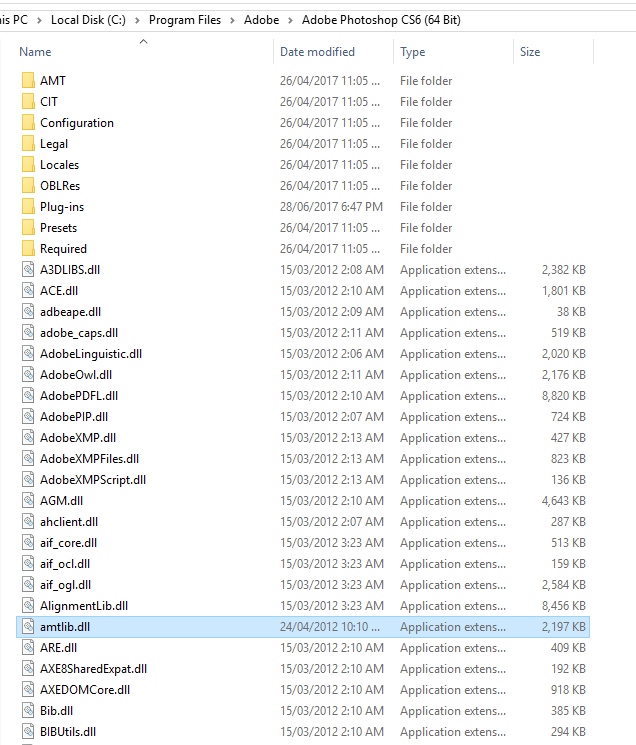 his PC > Local Disk (C:) > Program Files > Adobe > Adobe Photoshop CS6 (64 Bit)
Name Date modified Type Size
AMT 26/04/2017 11:05 ... File folder
CIT 26/04/2017 11:05 ... File folder
Configuration 26/04/2017 11:05 ... File folder
Legal 26/04/2017 11:05 ... File folder
Locales 26/04/2017 11:05 ... File folder
OBLRes 26/04/2017 11:05 ... File folder
Plug-ins 28/06/2017 6:47 PM File folder
Presets 26/04/2017 11:05 ... File folder
Required 26/04/2017 11:05 ... File folder
A3DLIBS.dll 15/03/2012 2:08 AM Application extens... 2,382 KB
ACE.dll 15/03/2012 2:10 AM Application extens... 1,801 KB
adbeape.dll 15/03/2012 2:09 AM Application extens... 38 KB
adobe_caps.dll 15/03/2012 2:11 AM Application extens... 519 KB
AdobeLinguistic.dll 15/03/2012 2:06 AM Application extens... 2,020 KB
AdobeOwl.dll 15/03/2012 2:11 AM Application extens... 2,176 KB
AdobePDFL.dll 15/03/2012 2:10 AM Application extens... 8,820 KB
AdobePIP.dll 15/03/2012 2:07 AM Application extens... 724 KB
AdobeXMP.dll 15/03/2012 2:13 AM Application extens... 427 KB
AdobeXMPFiles.dll 15/03/2012 2:13 AM Application extens... 823 KB
AdobeXMPScript.dll 15/03/2012 2:13 AM Application extens... 136 KB
AGM.dll 15/03/2012 2:10 AM Application extens... 4,643 KB
ahclient.dll 15/03/2012 2:07 AM Application extens... 287 KB
aif_core.dll 15/03/2012 3:23 AM Application extens... 513 KB
aif_ocl.dll 15/03/2012 3:23 AM Application extens... 159 KB
aif_ogl.dll 15/03/2012 3:23 AM Application extens... 2,584 KB
AlignmentLib.dll 15/03/2012 3:23 AM Application extens... 8,456 KB
amtlib.dll 24/04/2012 10:10 ... Application extens... 2,197 KB
ARE.dll 15/03/2012 2:10 AM Application extens... 409 KB
AXE8SharedExpat.dll 15/03/2012 2:10 AM Application extens... 192 KB
AXEDOMCore.dll 15/03/2012 2:10 AM Application extens... 918 KB
Bib.dll 15/03/2012 2:10 AM Application extens... 385 KB
BIBUtils.dll 15/03/2012 2:10 AM Application extens... 294 KB